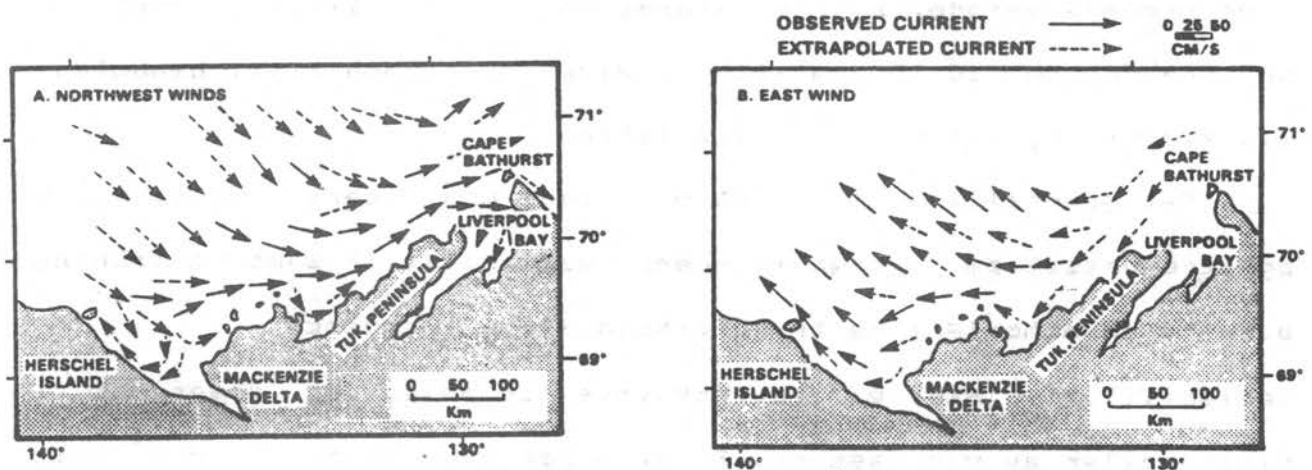 OBSERVED CURRENT
0 25 50
EXTRAPOLATED CURRENT
CM/S
A. NORTHWEST WINDS
71°
CAPE
BATHURST
LIVERPOOL
BAY
70°
TUK. PENINSULA
69°
HERSCHEL
ISLAND
MACKENZIE
DELTA
0 50 100
Km
140°
130°
B. EAST WIND
71°
CAPE
BATHURST
LIVERPOOL
BAY
70°
TUK. PENINSULA
69°
HERSCHEL
ISLAND
MACKENZIE
DELTA
0 50 100
Km
140°
130°